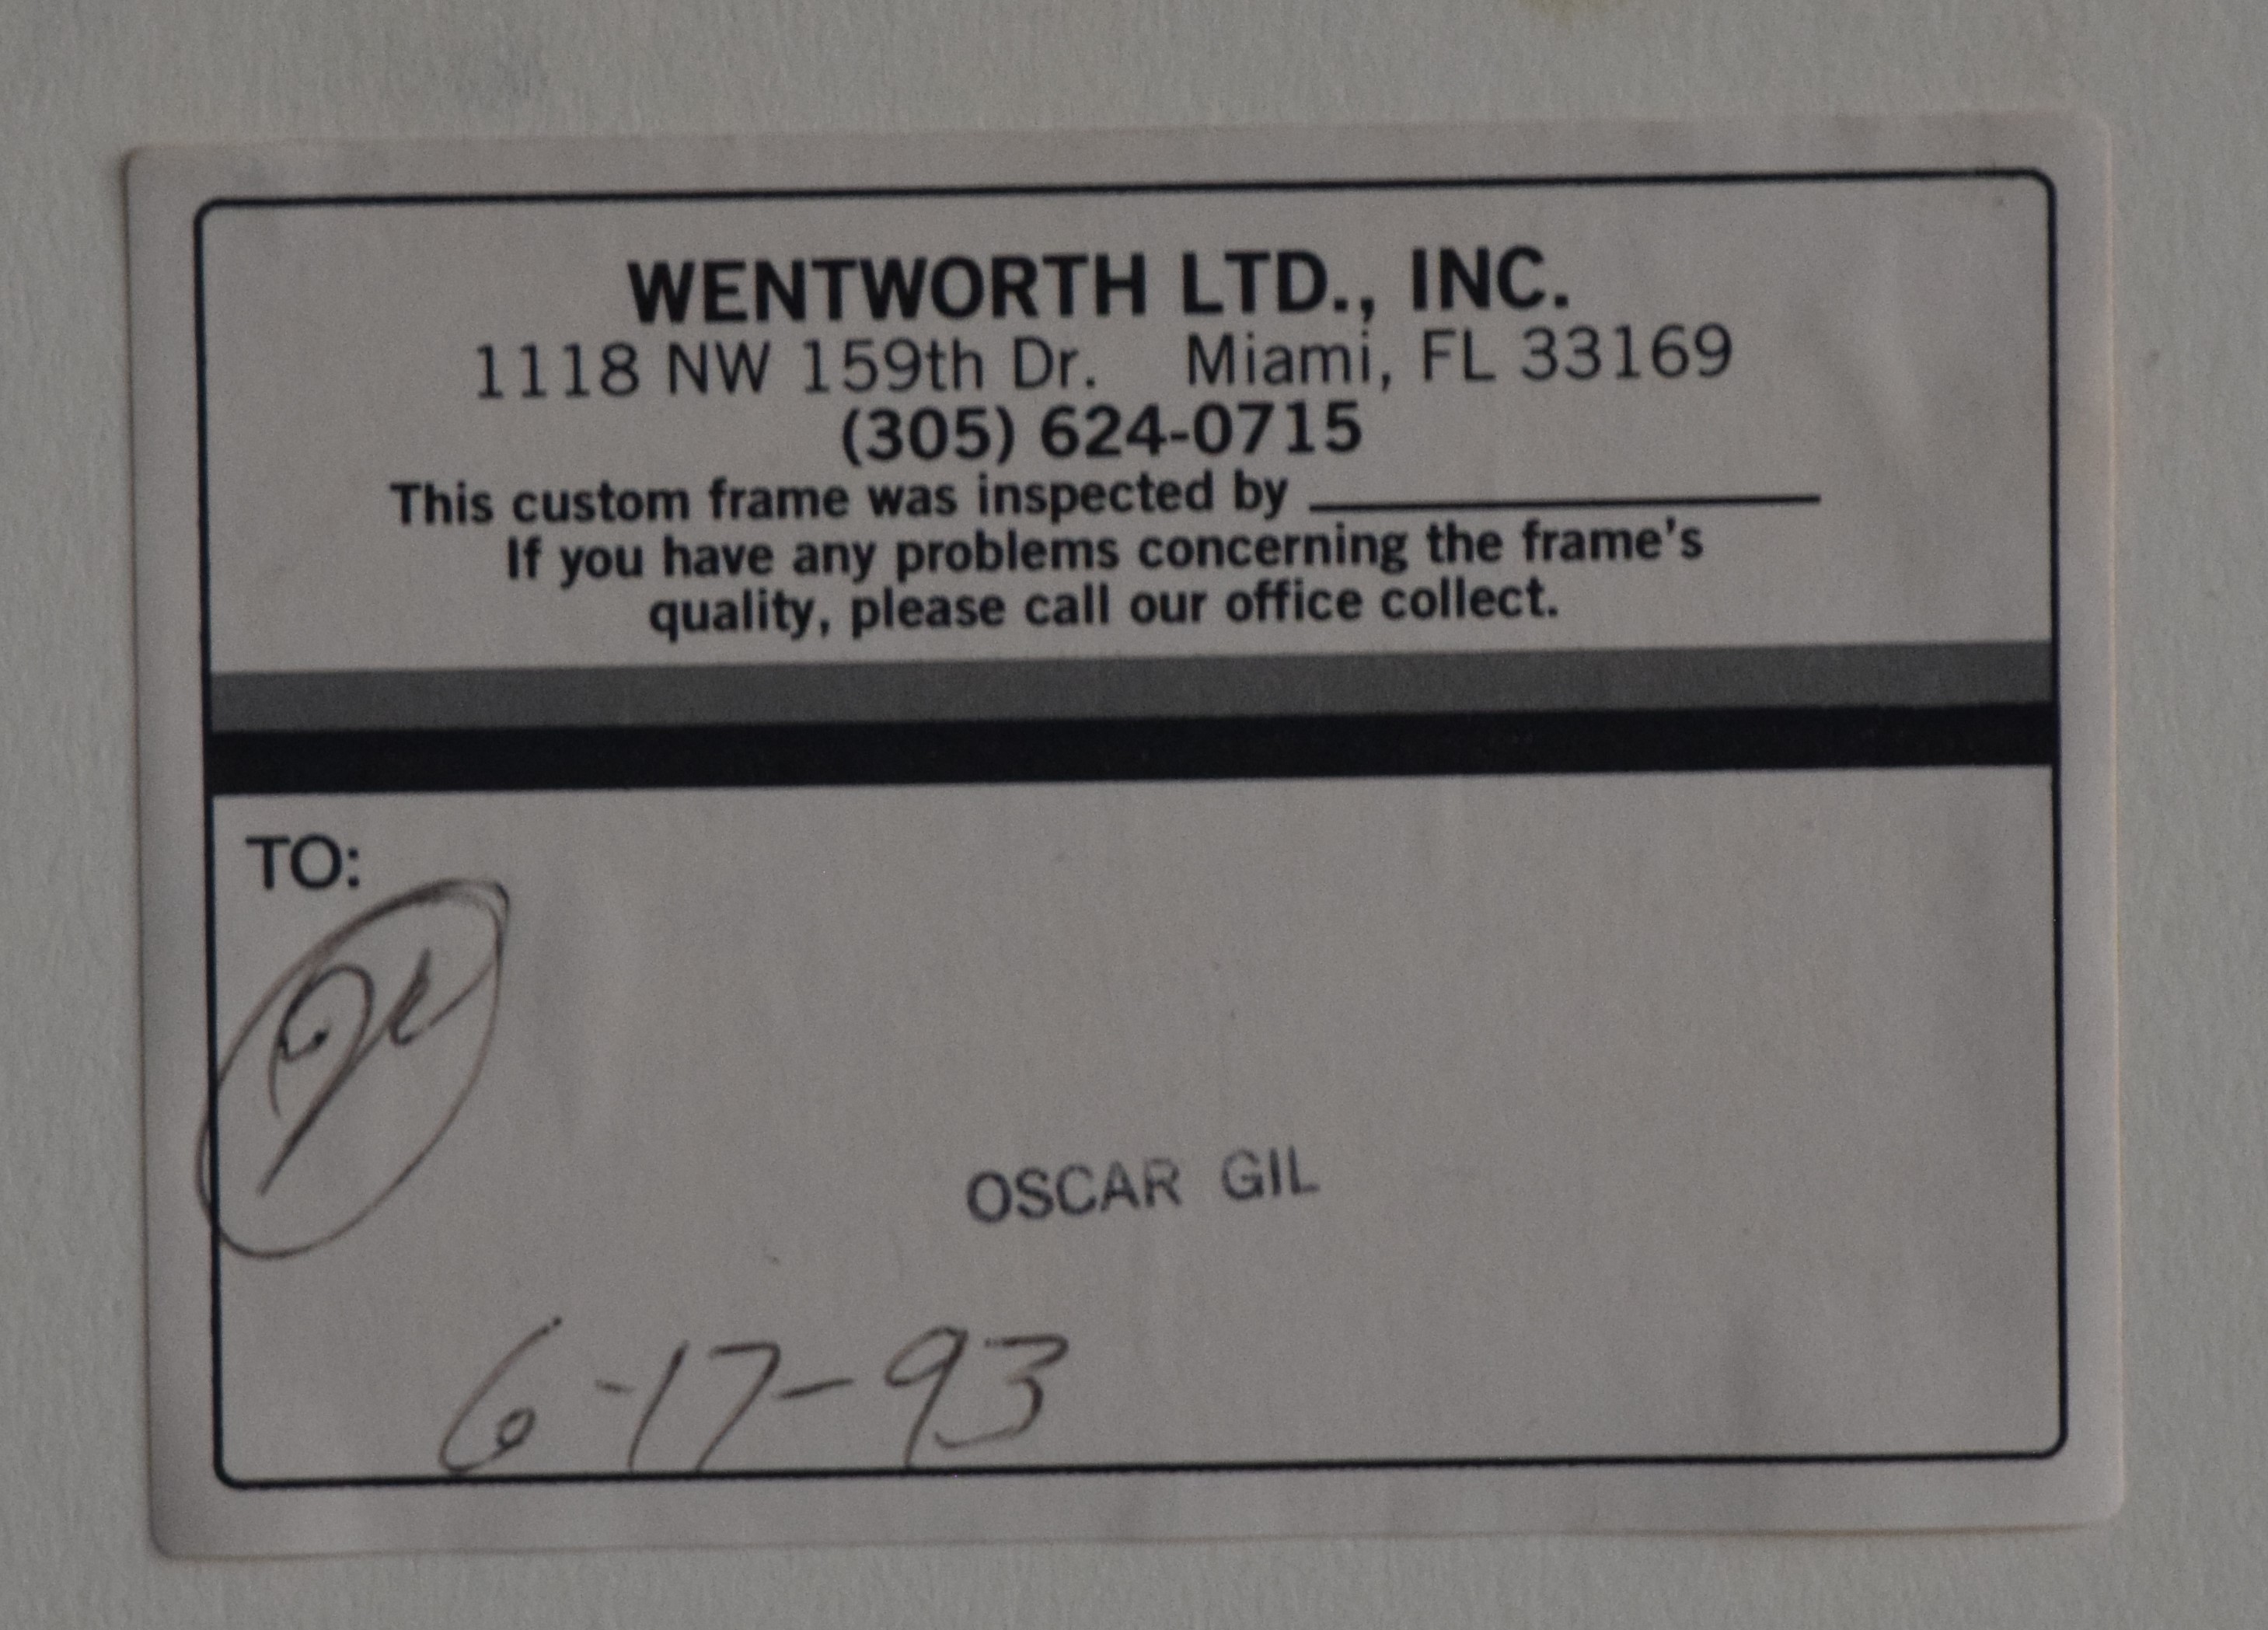 WENTWORTH LTD., INC.
1118 NW 159th Dr. Miami, FL 33169
(305) 624-0715
This custom frame was inspected by
If you have any problems concerning the frame's
quality, please call our office collect.
TO:
OSCAR GIL
6-17-93